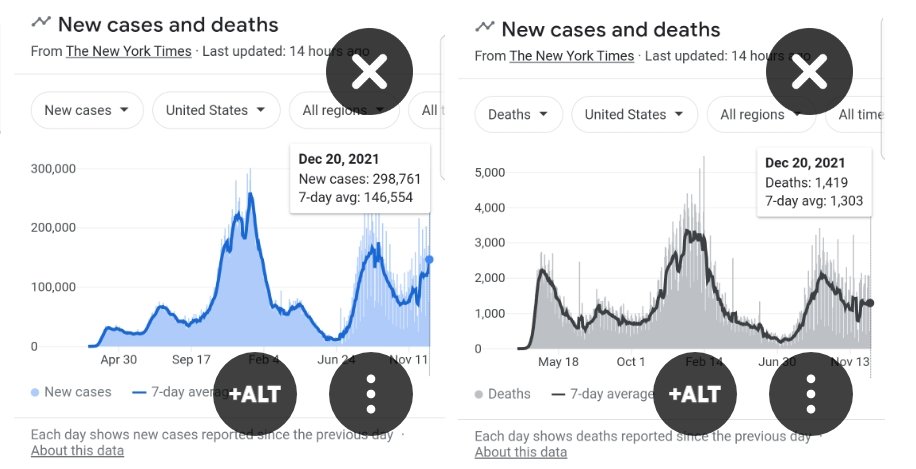 New cases and deaths
From The New York Times · Last updated: 14 hours ago
New cases
United States
All regions
All t
300,000
200,000
100,000
0
Dec 20, 2021
New cases: 298,761
7-day avg: 146,554
Apr 30
Sep 17
Feb 4
Jun 24
Nov 11
New cases
7-day average
+ALT
Each day shows new cases reported since the previous day ·
About this data
New cases and deaths
From The New York Times · Last updated: 14 hours ago
Deaths
United States
All regions
All time
5,000
4,000
3,000
2,000
1,000
0
Dec 20, 2021
Deaths: 1,419
7-day avg: 1,303
May 18
Oct 1
Feb 14
Jun 30
Nov 13
Deaths
7-day average
+ALT
Each day shows deaths reported since the previous day ·
About this data